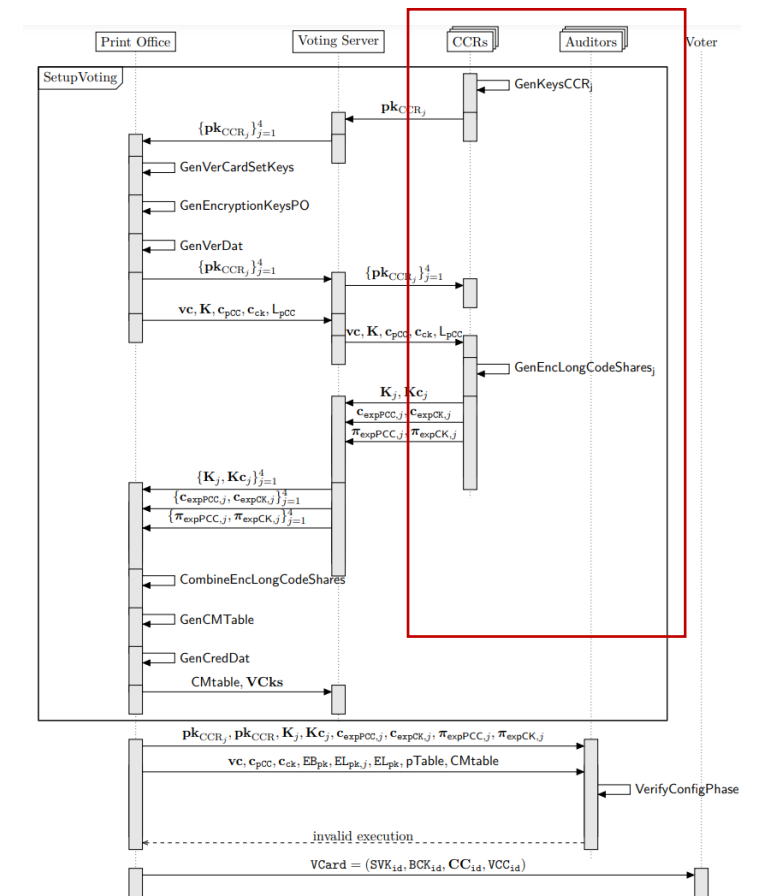 Print Office Voting Server CCRs Auditors Voter
SetupVoting
GenKeysCCRj
pkCCRj
{pkCCRj}⁴j=1
GenVerCardSetKeys
GenEncryptionKeysPO
GenVerDat
{pkCCRj}⁴j=1 {pkCCRj}⁴j=1
vc, K, cpCC, cck, LpCC
vc, K, cpCC, cck, LpCC
GenEncLongCodeSharesj
Kj, Kcj
cexpPCC,j, cexpCK,j
πexpPCC,j, πexpCK,j
{Kj, Kcj}⁴j=1
{cexpPCC,j, cexpCK,j}⁴j=1
{πexpPCC,j, πexpCK,j}⁴j=1
CombineEncLongCodeShares
GenCMTable
GenCredDat
CMtable, VCks
pkCCRj, pkCCR, Kj, Kcj, cexpPCC,j, cexpCK,j, πexpPCC,j, πexpCK,j
vc, cpCC, cck, EBpk, ELpk,j, ELpk, pTable, CMtable
VerifyConfigPhase
invalid execution
VCard = (SVKid, BCKid, CCid, VCCid)